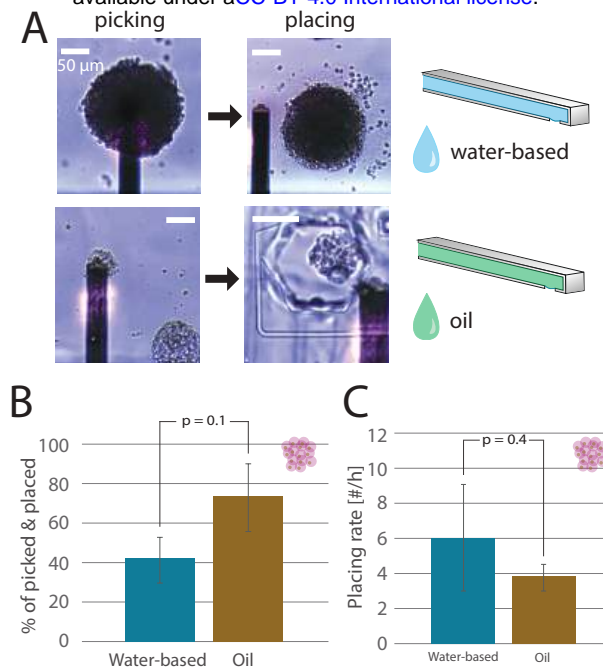 available under aCC-BY 4.0 International license.
picking placing
A
50 µm
water-based
oil
B
p = 0.1
% of picked & placed
100
80
60
40
20
0
Water-based Oil
C
p = 0.4
Placing rate [#/h]
12
10
8
6
4
2
0
Water-based Oil